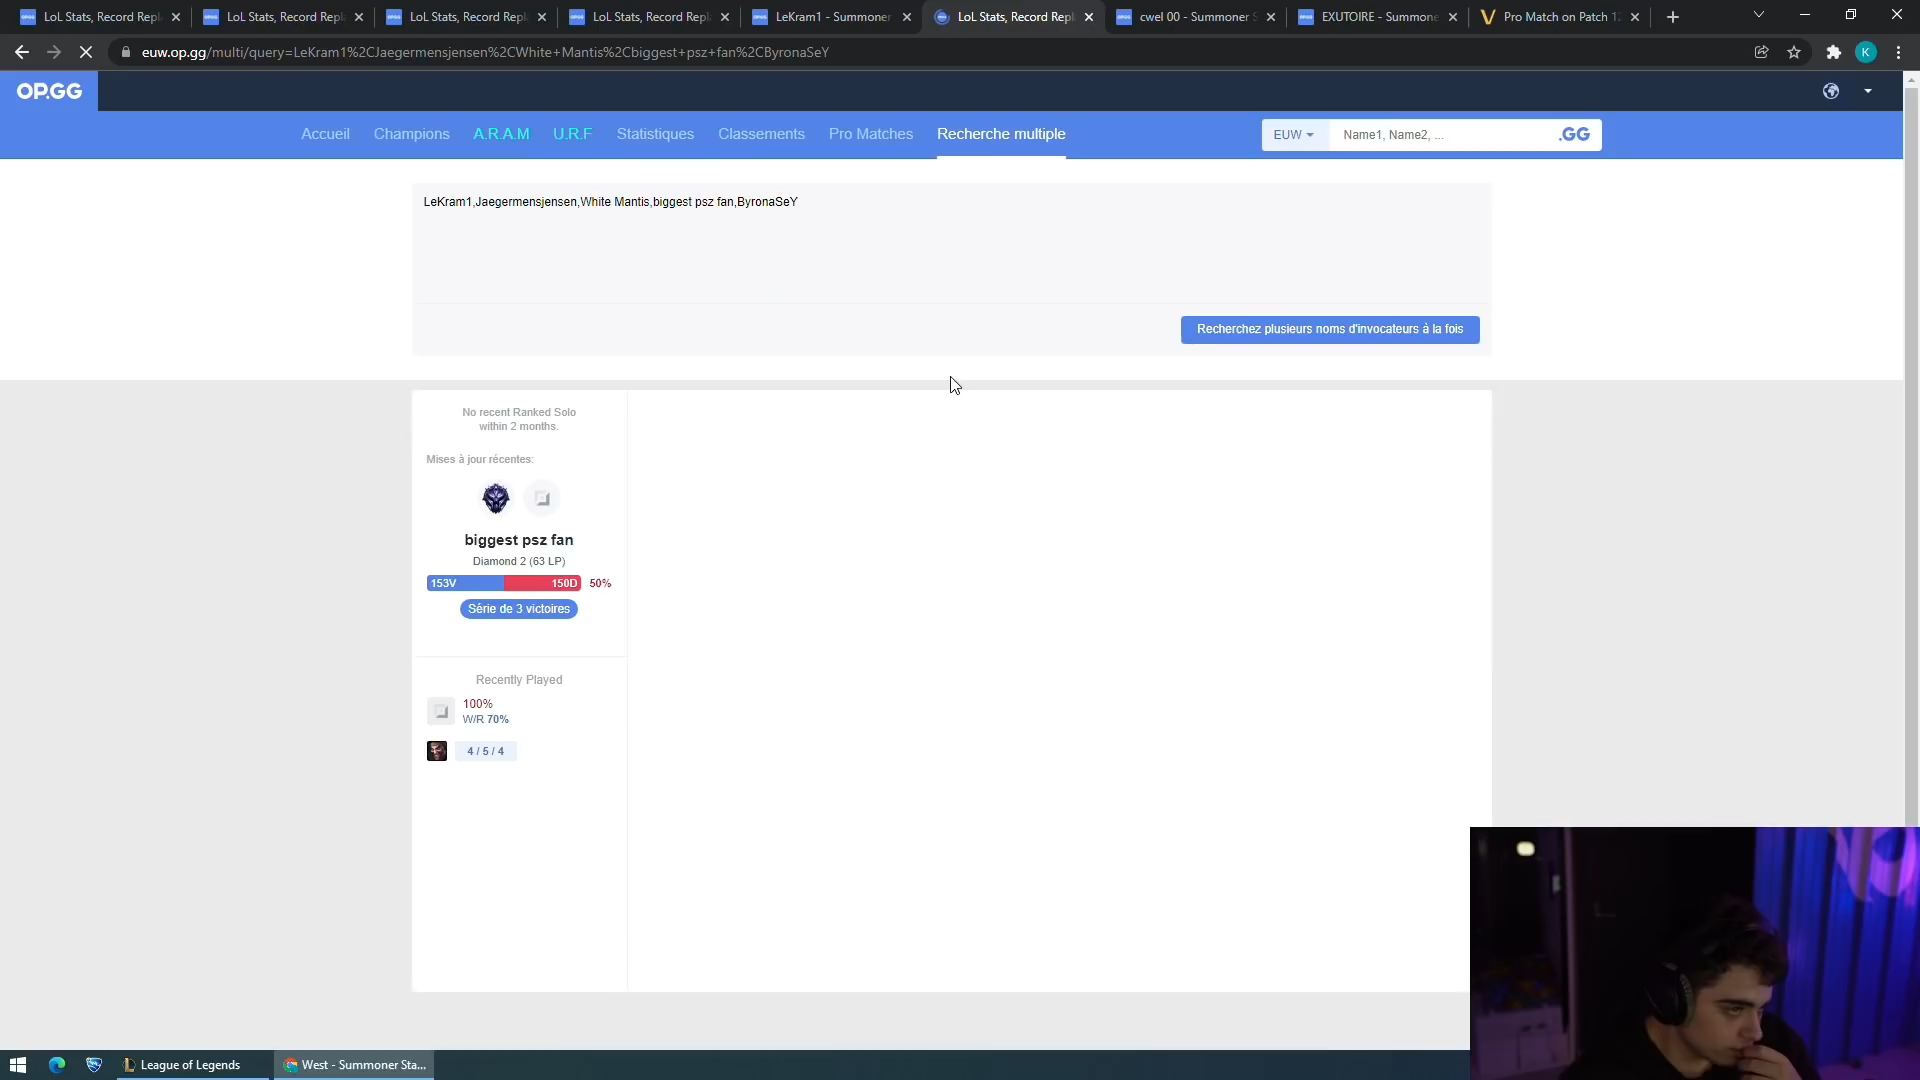 LoL Stats, Record Repl
LoL Stats, Record Repl
LoL Stats, Record Repl
LoL Stats, Record Repl
LeKram1 - Summoner
LoL Stats, Record Repl
cwel 00 - Summoner S
EXUTOIRE - Summone
Pro Match on Patch 12
euw.op.gg/multi/query=LeKram1%2CJaegermensjensen%2CWhite+Mantis%2Cbiggest+psz+fan%2CByronaSeY
K
OP.GG
Accueil
Champions
A.R.A.M
U.R.F
Statistiques
Classements
Pro Matches
Recherche multiple
EUW
Name1, Name2, ...
.GG
LeKram1,Jaegermensjensen,White Mantis,biggest psz fan,ByronaSeY
Recherchez plusieurs noms d'invocateurs à la fois
No recent Ranked Solo
within 2 months.
Mises à jour récentes:
biggest psz fan
Diamond 2 (63 LP)
153V
150D
50%
Série de 3 victoires
Recently Played
100%
W/R 70%
4 / 5 / 4
League of Legends
West - Summoner Sta...